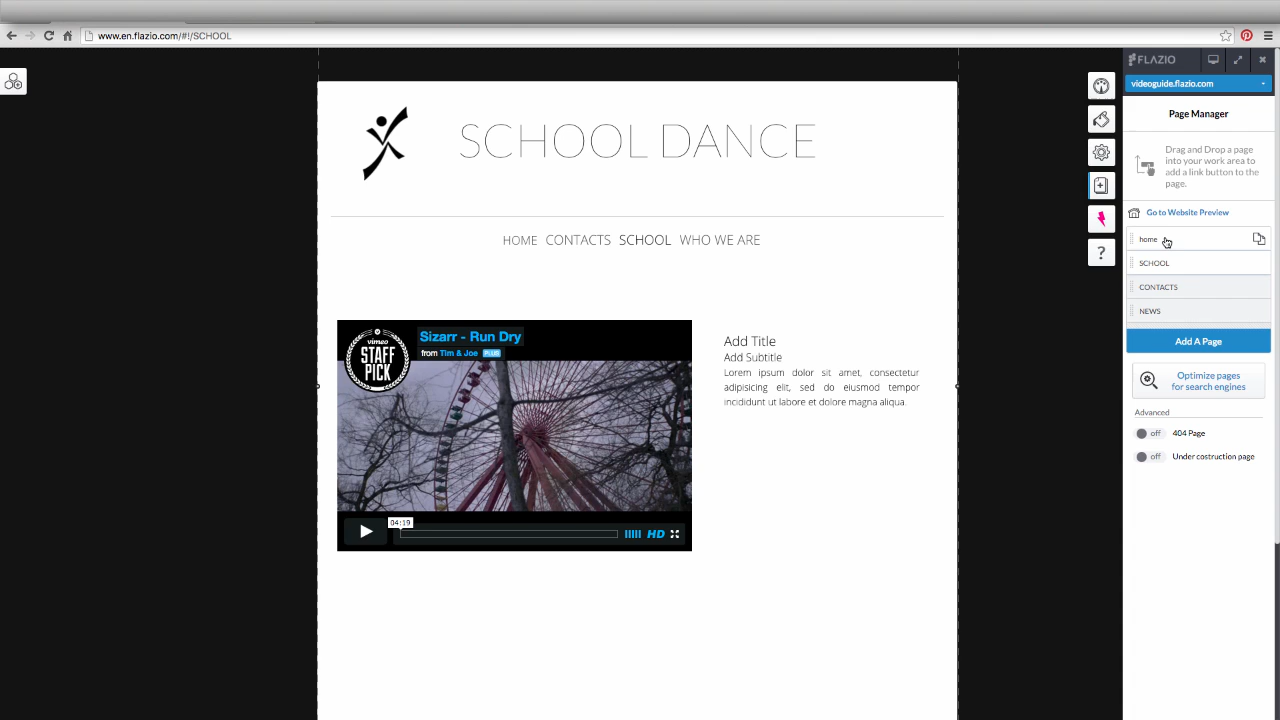 www.en.flazio.com/#!/SCHOOL
FLAZIO
videoguide.flazio.com
Page Manager
Drag and Drop a page
into your work area to
add a link button to the
page.
Go to Website Preview
home
SCHOOL
CONTACTS
NEWS
Add A Page
Optimize pages
for search engines
Advanced
off 404 Page
off Under costruction page
?
SCHOOL DANCE
HOME CONTACTS SCHOOL WHO WE ARE
vimeo
STAFF
PICK
Sizarr - Run Dry
from Tim & Joe PLUS
04:19
HD
Add Title
Add Subtitle
Lorem ipsum dolor sit amet, consectetur
adipisicing elit, sed do eiusmod tempor
incididunt ut labore et dolore magna aliqua.